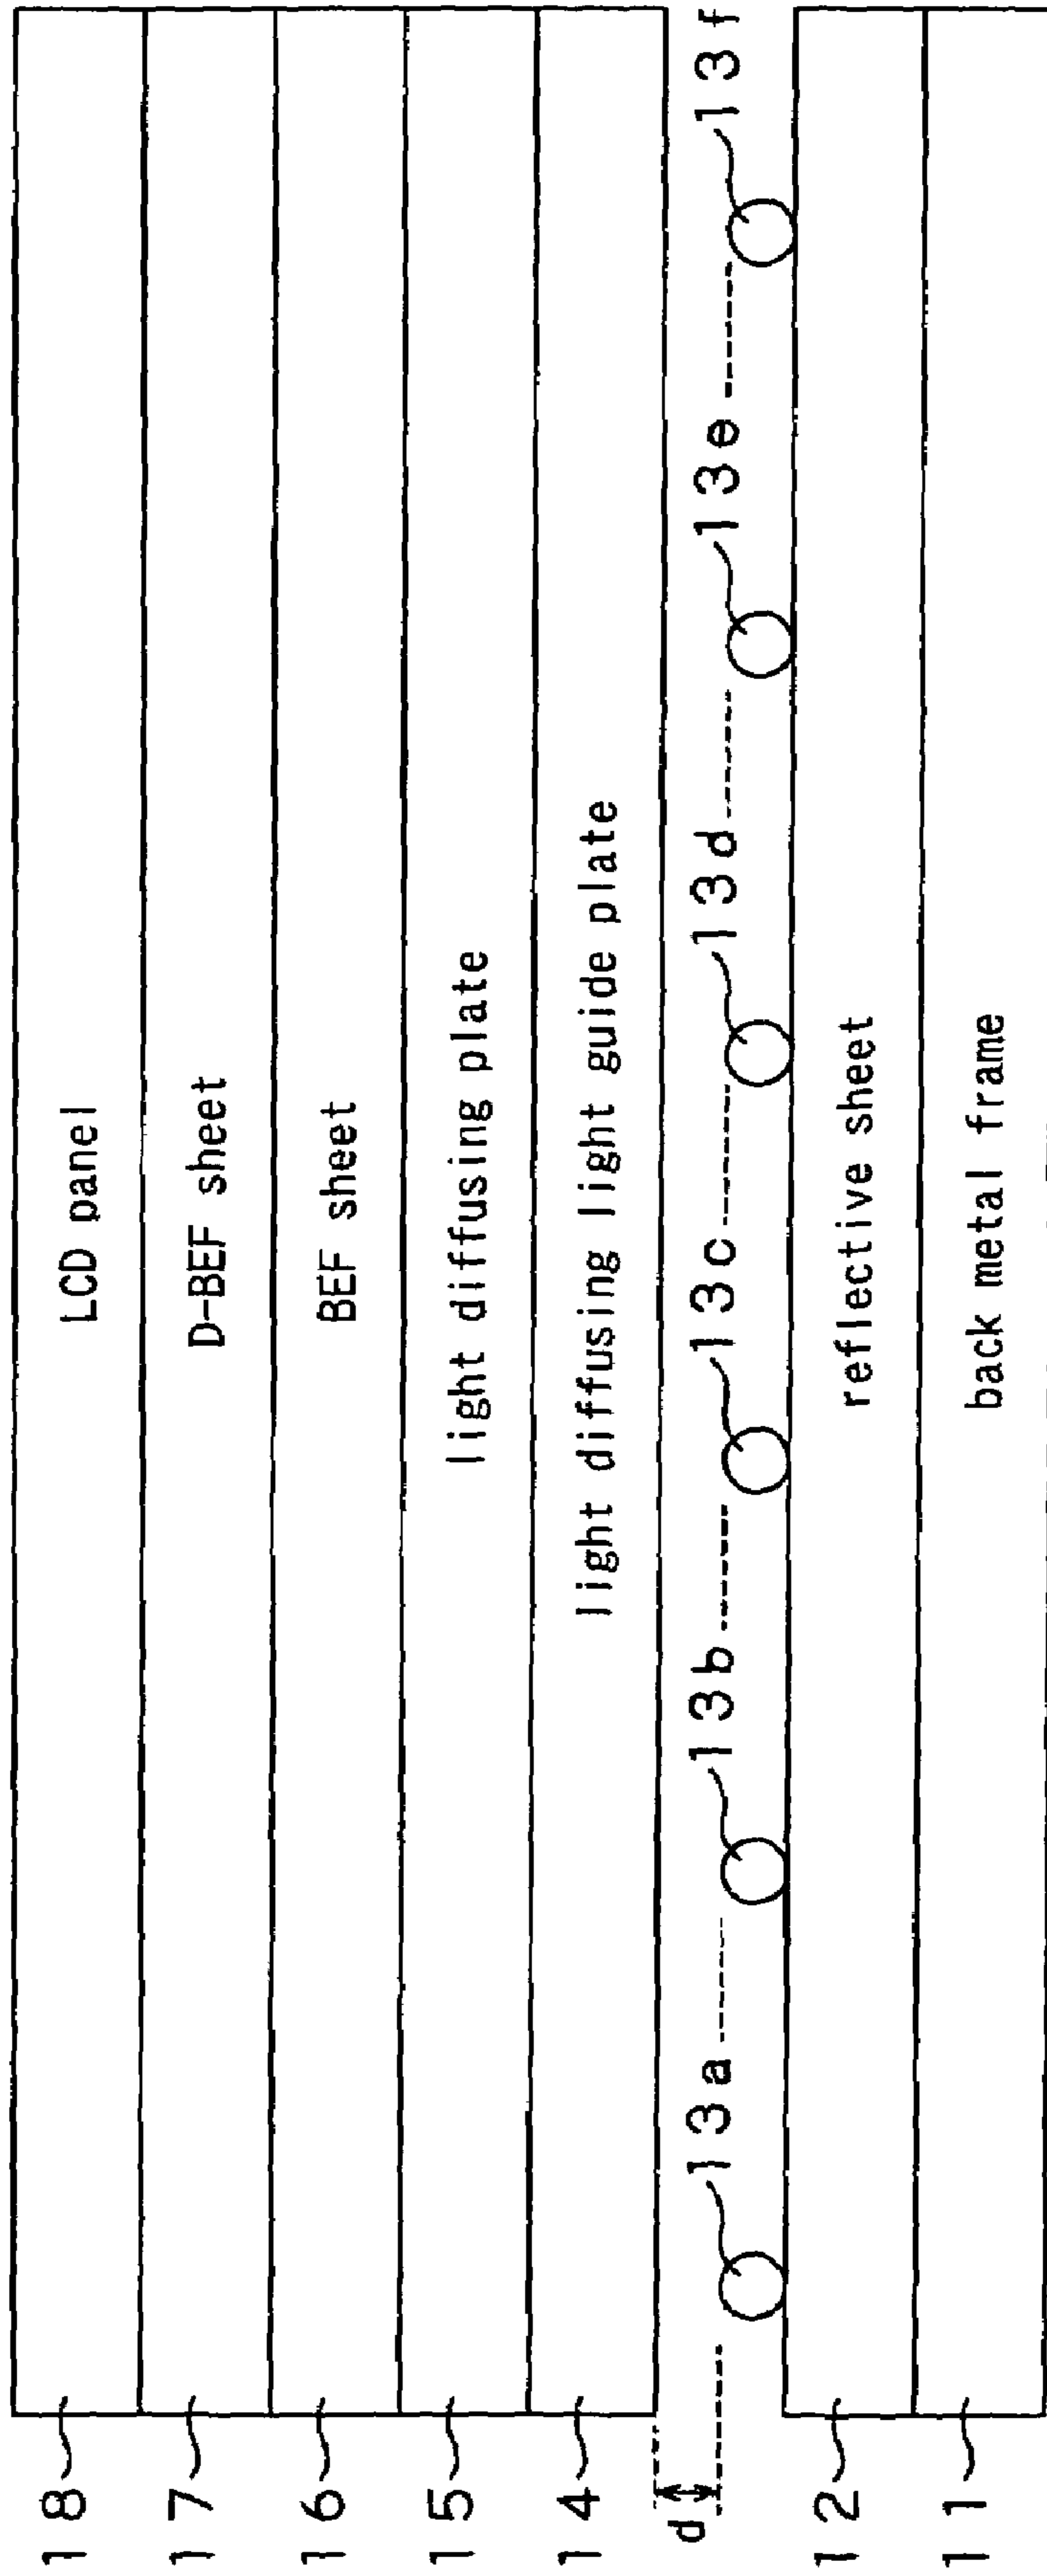 18 LCD panel
17 D-BEF sheet
16 BEF sheet
15 light diffusing plate
14 light diffusing light guide plate
d 13a 13b 13c 13d 13e 13f
12 reflective sheet
11 back metal frame